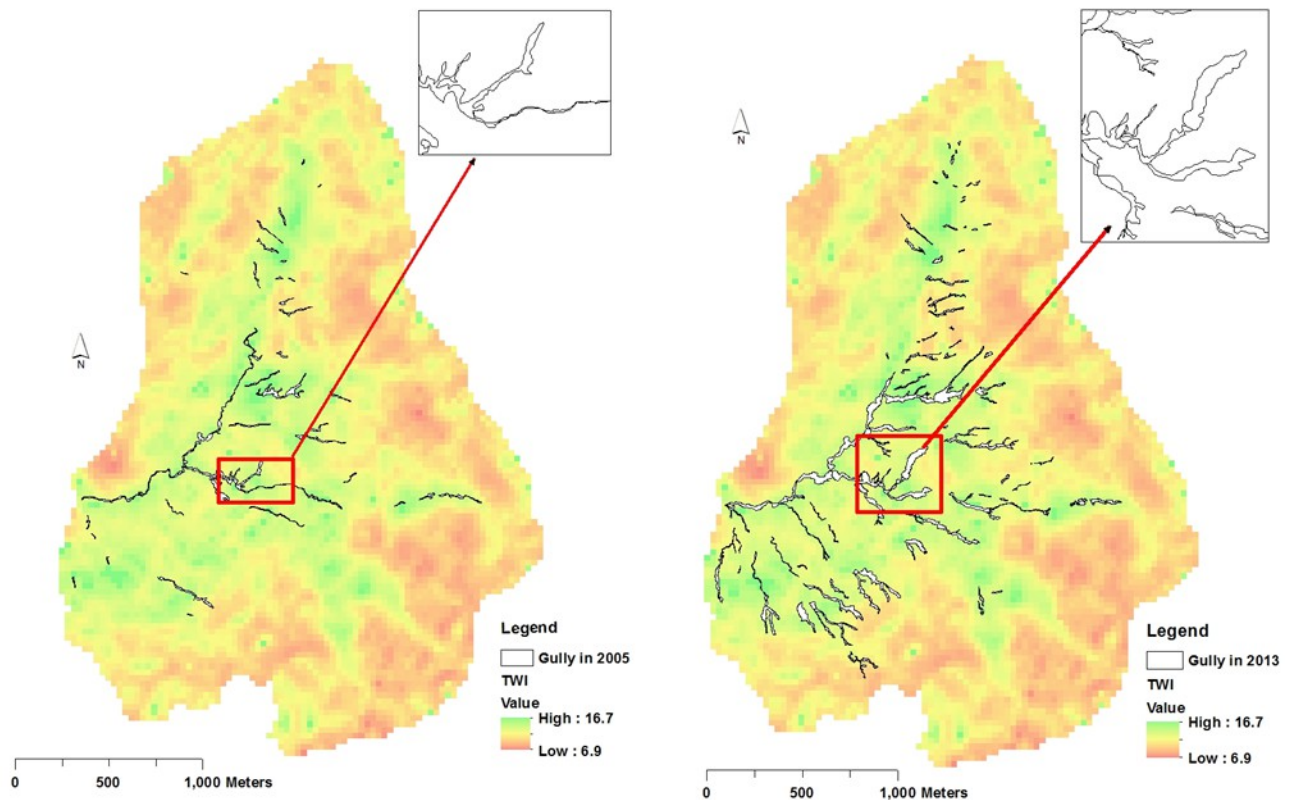 N
Legend
Gully in 2005
TWI
Value
High : 16.7
Low : 6.9
0 500 1,000 Meters
N
Legend
Gully in 2013
TWI
Value
High : 16.7
Low : 6.9
0 500 1,000 Meters